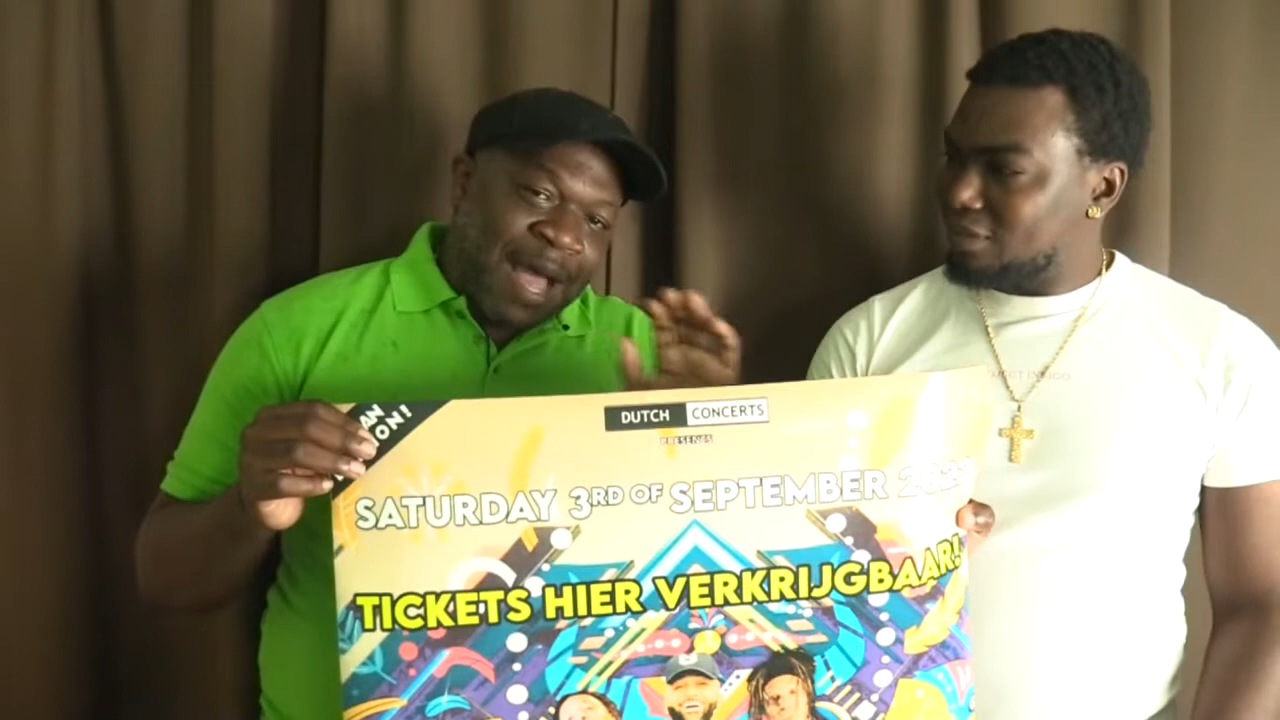 DUTCH CONCERTS
PRESENTS
SATURDAY 3RD OF SEPTEMBER
TICKETS HIER VERKRIJGBAAR!